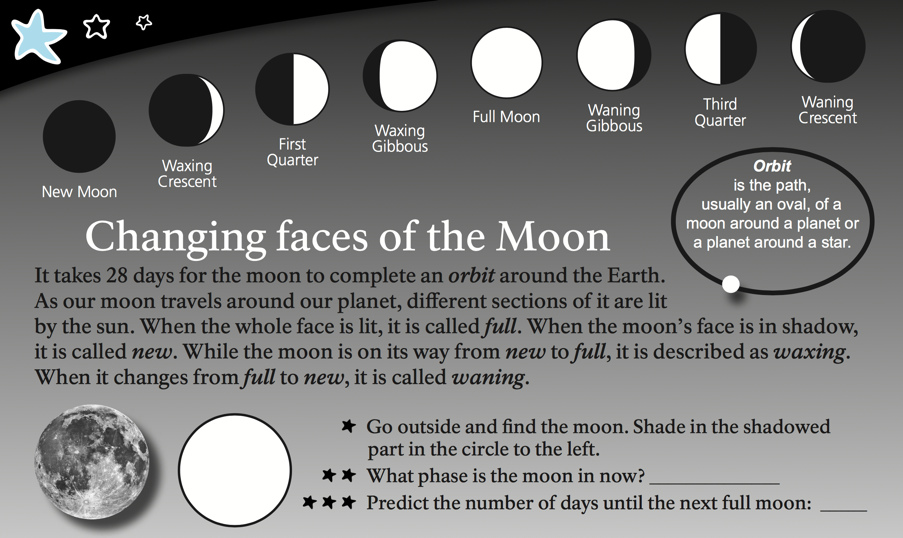 New Moon
Waxing
Crescent
First
Quarter
Waxing
Gibbous
Full Moon
Waning
Gibbous
Third
Quarter
Waning
Crescent
Orbit
is the path,
usually an oval, of a
moon around a planet or
a planet around a star.
Changing faces of the Moon
It takes 28 days for the moon to complete an orbit around the Earth.
As our moon travels around our planet, different sections of it are lit
by the sun. When the whole face is lit, it is called full. When the moon's face is in shadow,
it is called new. While the moon is on its way from new to full, it is described as waxing.
When it changes from full to new, it is called waning.
Go outside and find the moon. Shade in the shadowed
part in the circle to the left.
What phase is the moon in now? ______________
Predict the number of days until the next full moon: _____